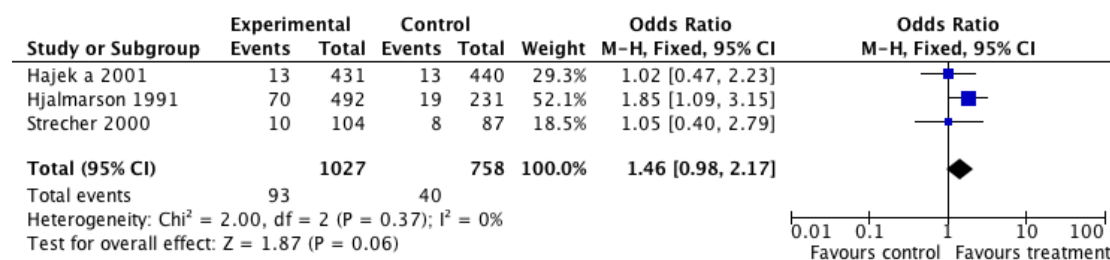 Experimental Control Odds Ratio Odds Ratio
Study or Subgroup Events Total Events Total Weight M-H, Fixed, 95% CI M-H, Fixed, 95% CI
Hajek a 2001 13 431 13 440 29.3% 1.02 [0.47, 2.23]
Hjalmarson 1991 70 492 19 231 52.1% 1.85 [1.09, 3.15]
Strecher 2000 10 104 8 87 18.5% 1.05 [0.40, 2.79]
Total (95% CI) 1027 758 100.0% 1.46 [0.98, 2.17]
Total events 93 40
Heterogeneity: Chi² = 2.00, df = 2 (P = 0.37); I² = 0%
Test for overall effect: Z = 1.87 (P = 0.06)
0.01 0.1 1 10 100
Favours control Favours treatment